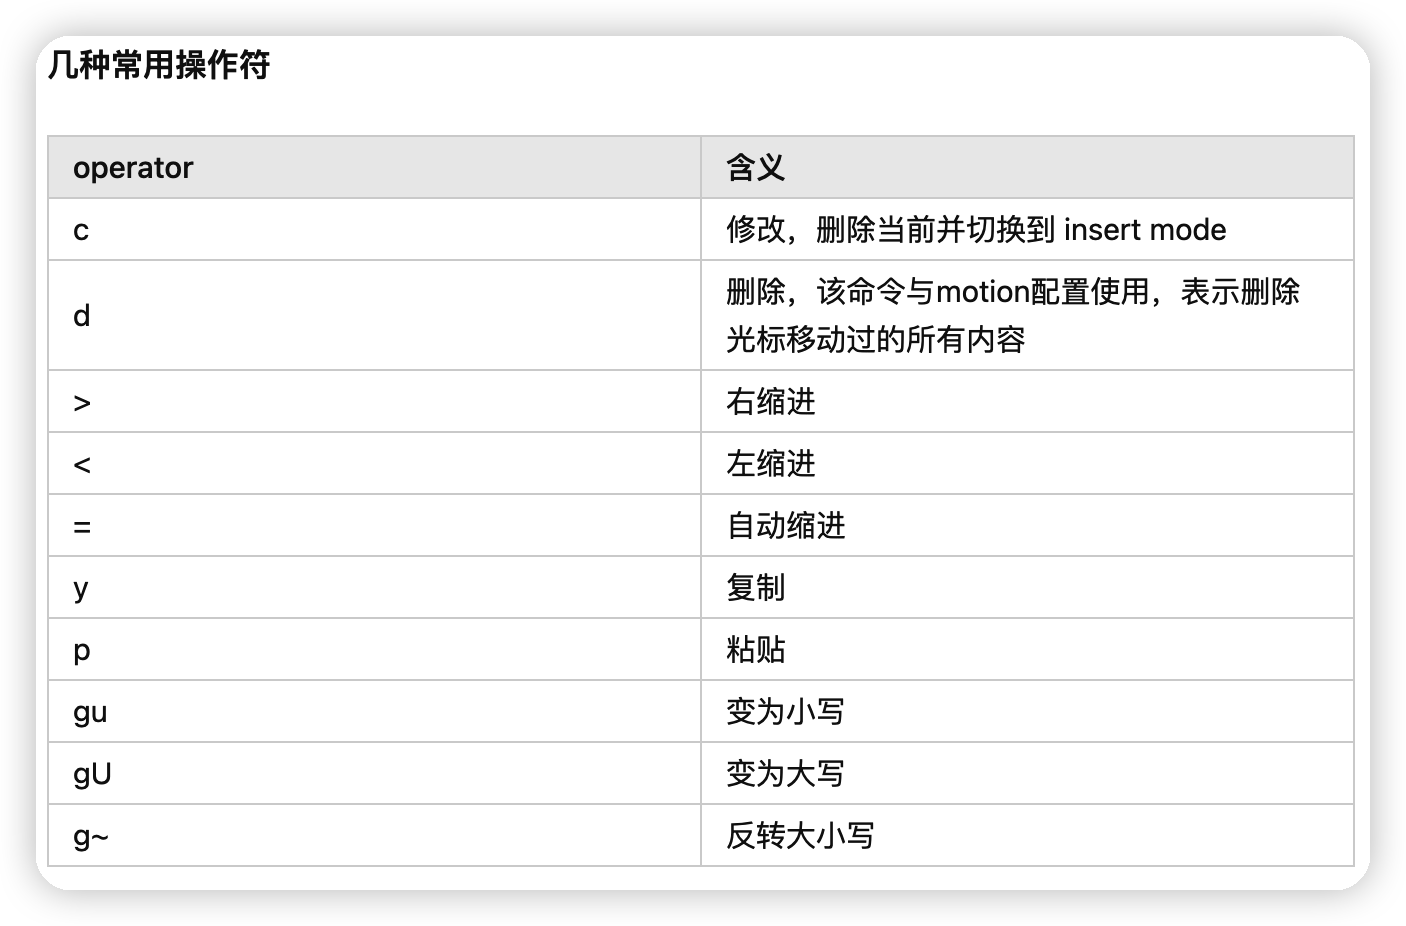 几种常用操作符
operator 含义
c 修改，删除当前并切换到 insert mode
d 删除，该命令与motion配置使用，表示删除
光标移动过的所有内容
> 右缩进
< 左缩进
= 自动缩进
y 复制
p 粘贴
gu 变为小写
gU 变为大写
g~ 反转大小写